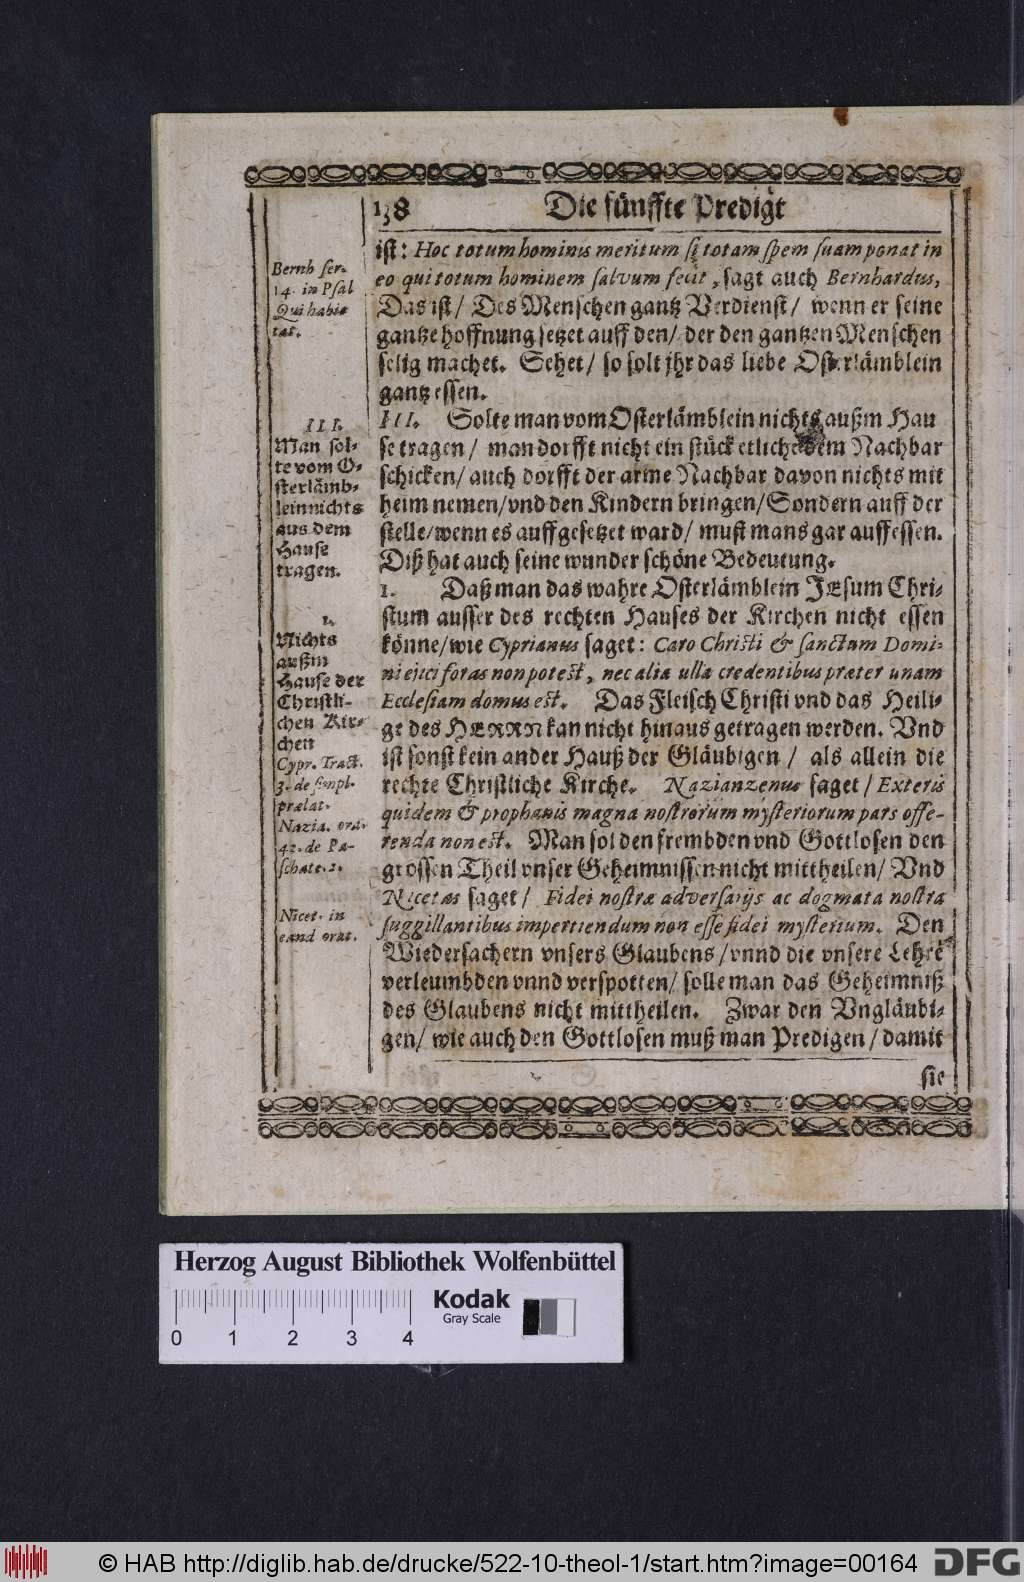 138 Die fünffte Predigt
Bernh ser.
14. in Psal
Qui habi-
tat.
ist: Hoc totum hominis meritum si totam spem suam ponat in
eo qui totum hominem salvum fecit, sagt auch Bernhardus,
Das ist/ Des Menschen gantz Verdienst/ wenn er seine
gantze hoffnung setzet auff den/ der den gantzen Menschen
selig machet. Sehet/ so solt jhr das liebe Osterlämblein
gantz essen.
III.
Man sol-
te vom O-
sterlämb-
lein nichts
aus dem
Hause
tragen.
III. Solte man vom Osterlämblein nichts außm Hau
se tragen/ man dorfft nicht ein stück etliche dem Nachbar
schicken/ auch dorfft der arme Nachbar davon nichts mit
heim nemen/ vnd den Kindern bringen/ Sondern auff der
stelle/ wenn es auffgesetzet ward/ must mans gar auffessen.
Diß hat auch seine wunder schöne Bedeutung.
1.
Nichts
außm
Hause der
Christli-
chen Kir-
chen
Cypr. Tract.
3. de simpl.
prælat.
Nazia. ora.
42. de Pa-
schate. 2.
Nicet. in
eand orat.
1. Daß man das wahre Osterlämblein JEsum Chri-
stum ausser des rechten Hauses der Kirchen nicht essen
könne/ wie Cyprianus saget: Caro Christi & sanctum Domi-
ni ejici foras non potest, nec alia ulla credentibus præter unam
Ecclesiam domus est. Das Fleisch Christi vnd das Heili-
ge des HERRN kan nicht hinaus getragen werden. Vnd
ist sonst kein ander Hauß der Gläubigen / als allein die
rechte Christliche Kirche. Nazianzenus saget/ Exteris
quidem & prophanis magna nostrorum mysteriorum pars offe-
renda non est. Man sol den frembden vnd Gottlosen den
grossen Theil vnser Geheimnissen nicht mittheilen/ Vnd
Nicetas saget/ Fidei nostræ adversarijs ac dogmata nostra
suggillantibus impertiendum non esse fidei mysterium. Den
Wiedersachern vnsers Glaubens/ vnnd die vnsere Lehre
verleumbden vnnd verspotten/ solle man das Geheimniß
des Glaubens nicht mittheilen. Zwar den Vngläubi-
gen/ wie auch den Gottlosen muß man Predigen/ damit
sie
Herzog August Bibliothek Wolfenbüttel
Kodak
Gray Scale
0 1 2 3 4
© HAB http://diglib.hab.de/drucke/522-10-theol-1/start.htm?image=00164
DFG